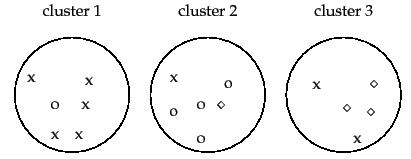 cluster 1 cluster 2 cluster 3
x x x o x ◇
o x o o ◇ ◇ ◇
x x o x